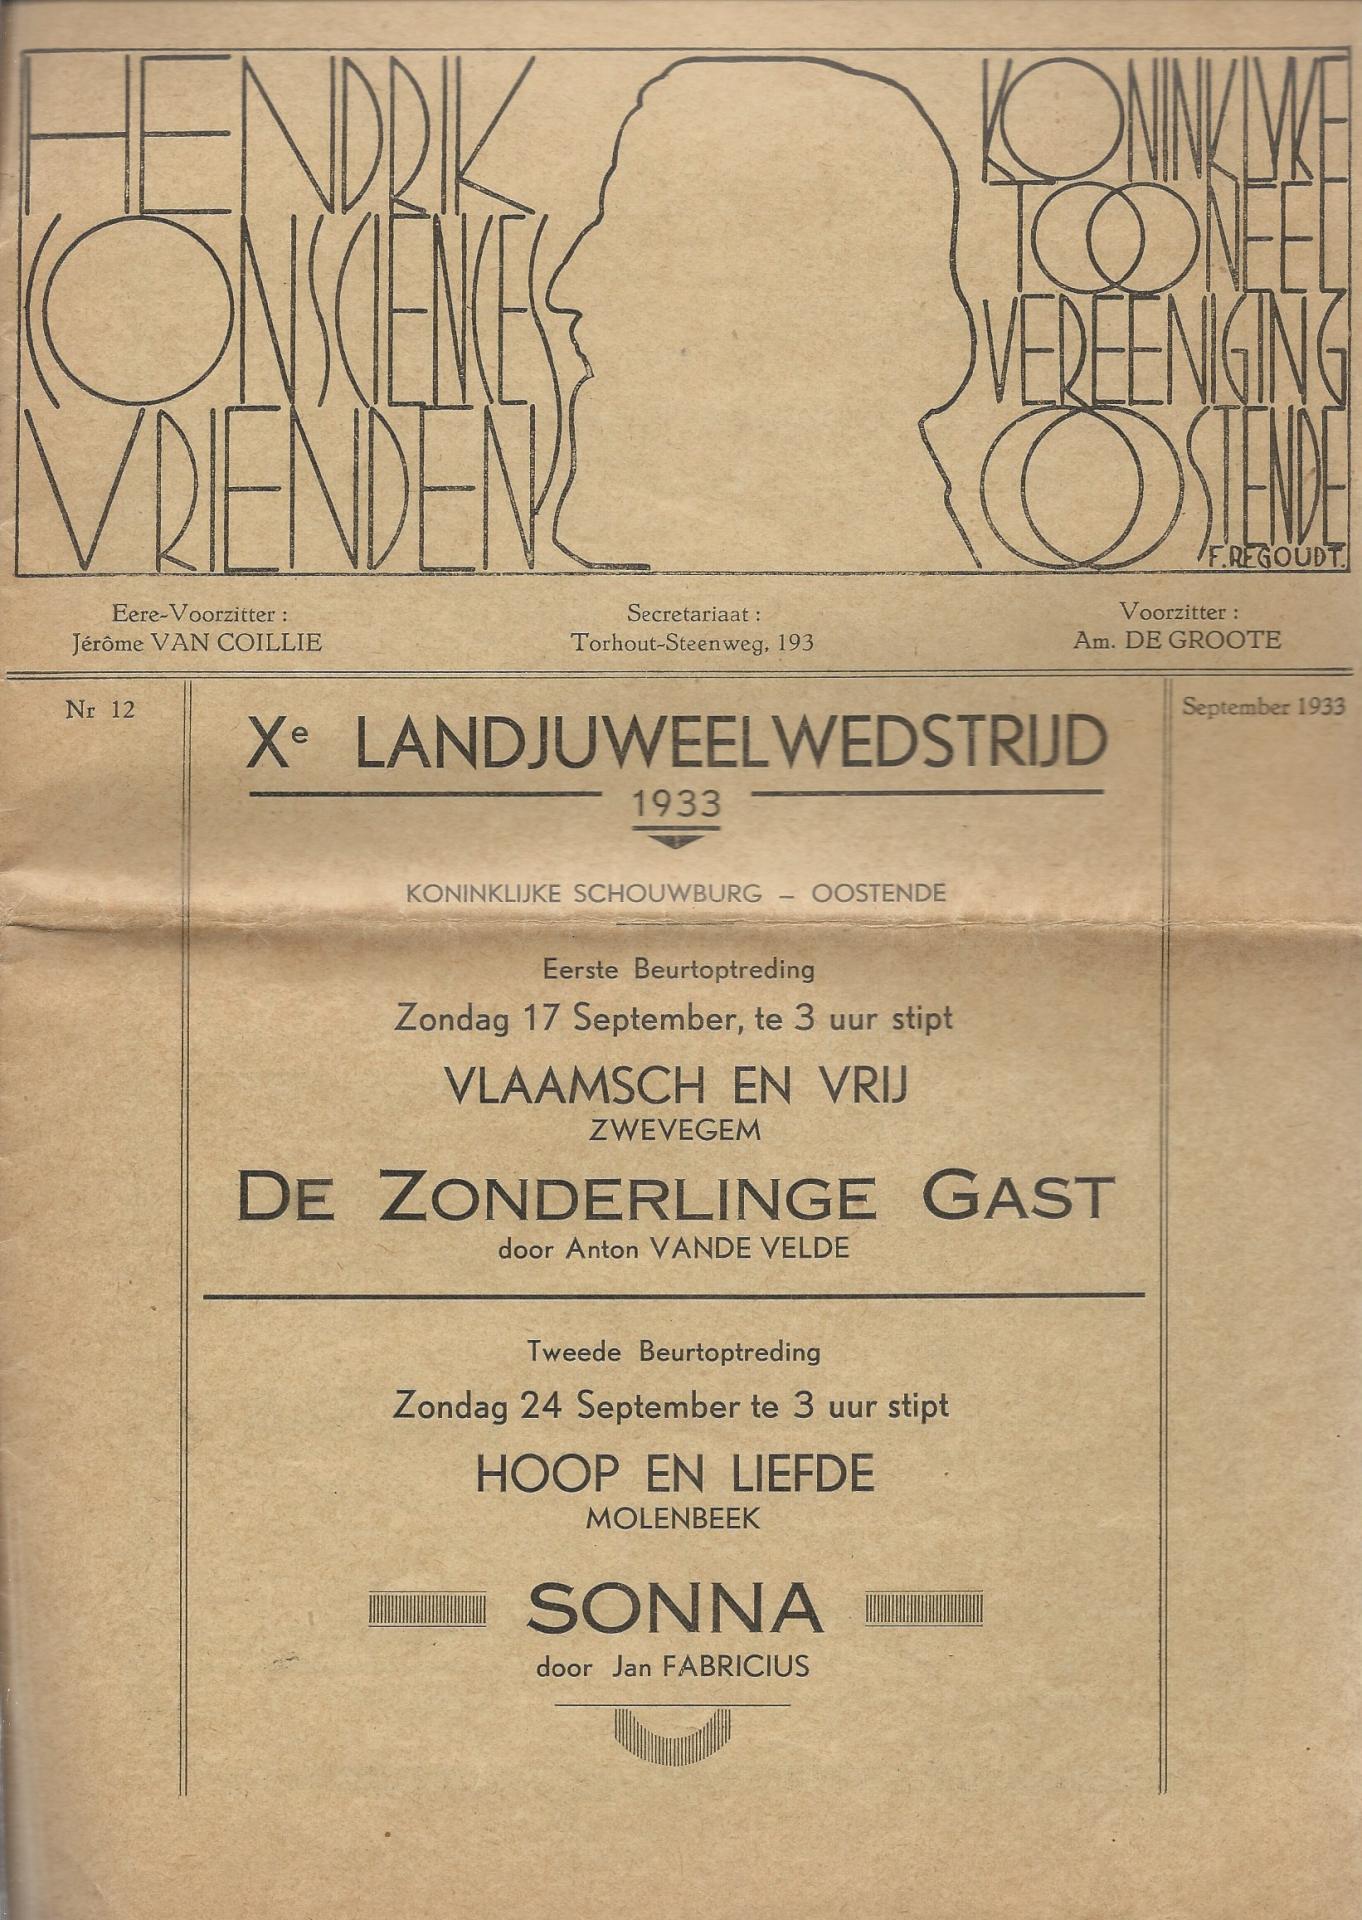 HENDRIK
CONSCIENCE'S
VRIENDEN
KONINKLIJKE
TOONEEL
VEREENIGING
OOSTENDE
F. REGOUDT.
Eere-Voorzitter :
Jérôme VAN COILLIE
Secretariaat :
Torhout-Steenweg, 193
Voorzitter :
Am. DE GROOTE
Nr 12
September 1933
Xe LANDJUWEELWEDSTRIJD
1933
KONINKLIJKE SCHOUWBURG – OOSTENDE
Eerste Beurtoptreding
Zondag 17 September, te 3 uur stipt
VLAAMSCH EN VRIJ
ZWEVEGEM
DE ZONDERLINGE GAST
door Anton VANDE VELDE
Tweede Beurtoptreding
Zondag 24 September te 3 uur stipt
HOOP EN LIEFDE
MOLENBEEK
SONNA
door Jan FABRICIUS